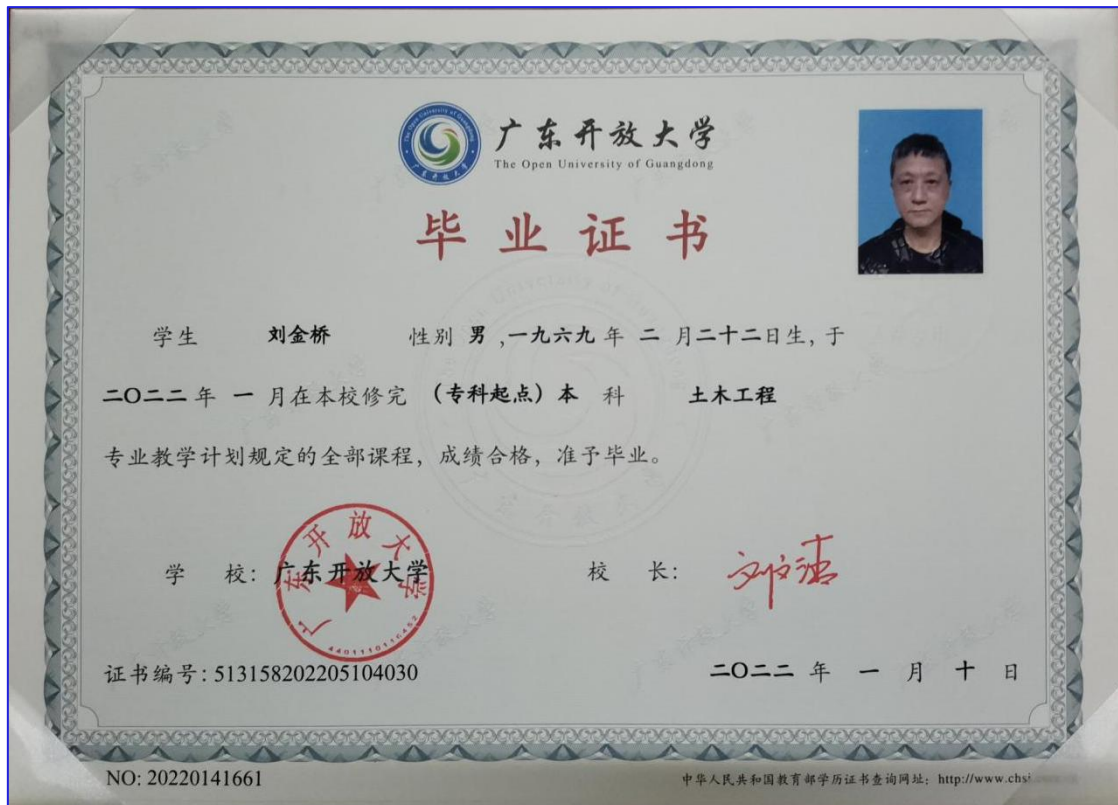 广东开放大学
The Open University of Guangdong
毕业证书
学生 刘金桥 性别 男,一九六九 年 二 月二十二日生,于
二〇二二 年 一 月在本校修完 (专科起点)本 科 土木工程
专业教学计划规定的全部课程,成绩合格,准予毕业。
学 校:广东开放大学 校 长:
广东开放大学
证书编号:513158202205104030 二〇二二 年 一 月 十 日
NO: 20220141661 中华人民共和国教育部学历证书查询网址:http://www.chsi